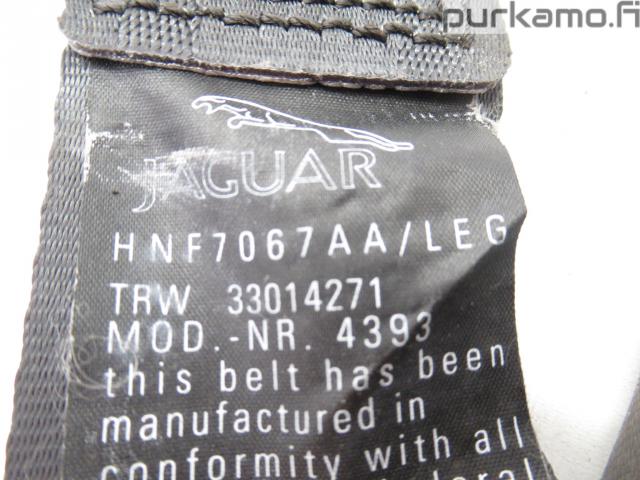 purkamo.fi
JAGUAR
HNF7067AA/LEG
TRW 33014271
MOD.-NR. 4393
this belt has been
manufactured in
conformity with all